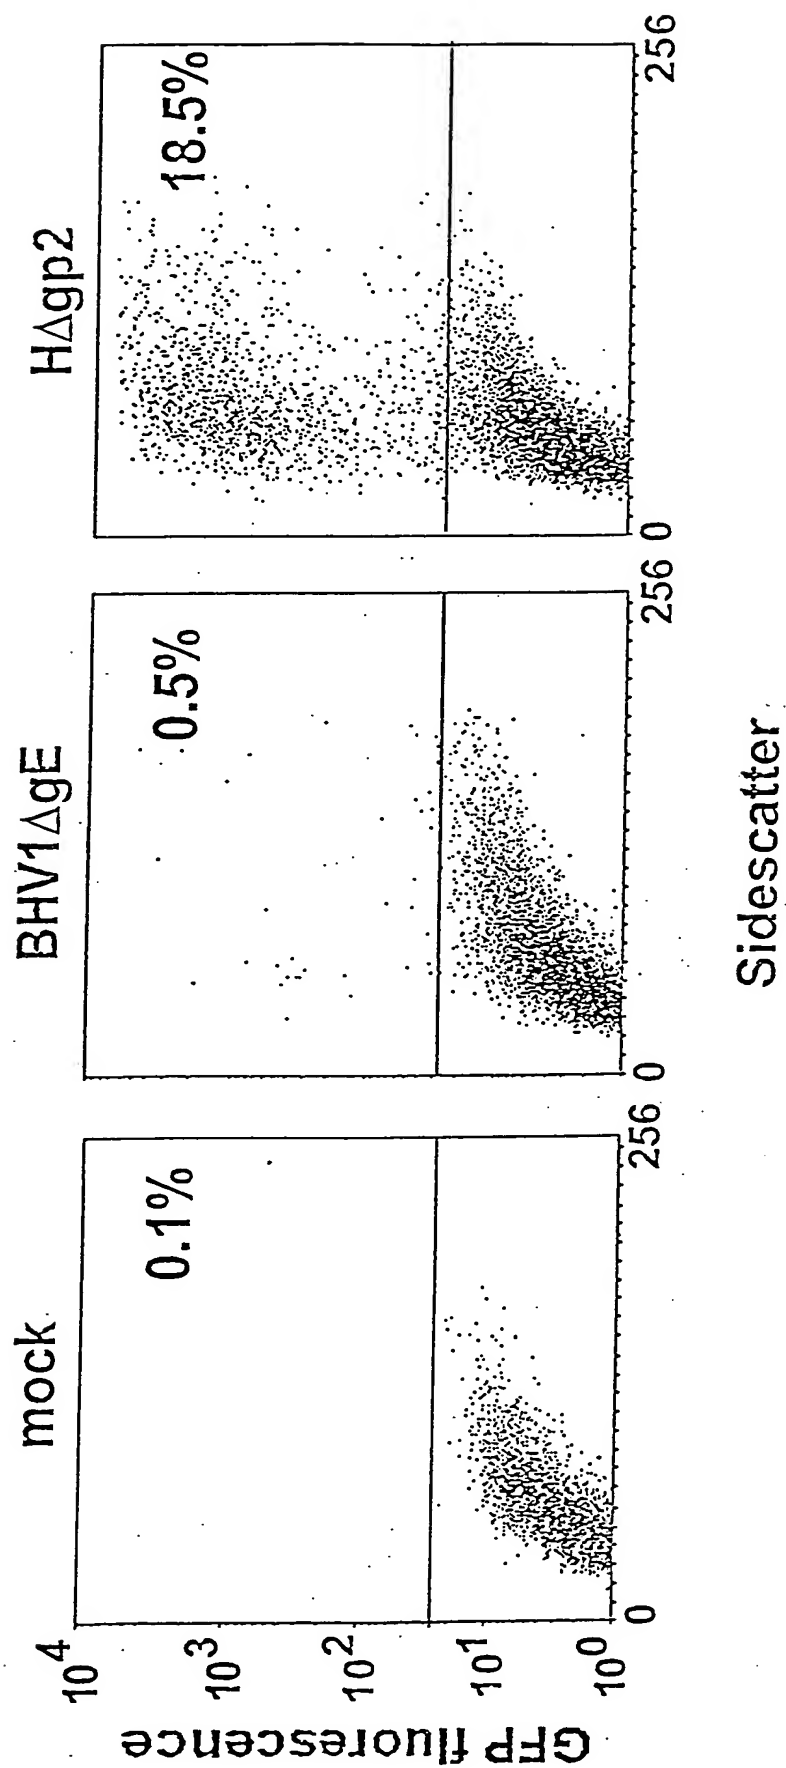 mock
BHV1ΔgE
HΔgp2
0.1%
0.5%
18.5%
GFP fluorescence
10⁴
10³
10²
10¹
10⁰
0
256
0
256
0
256
Sidescatter